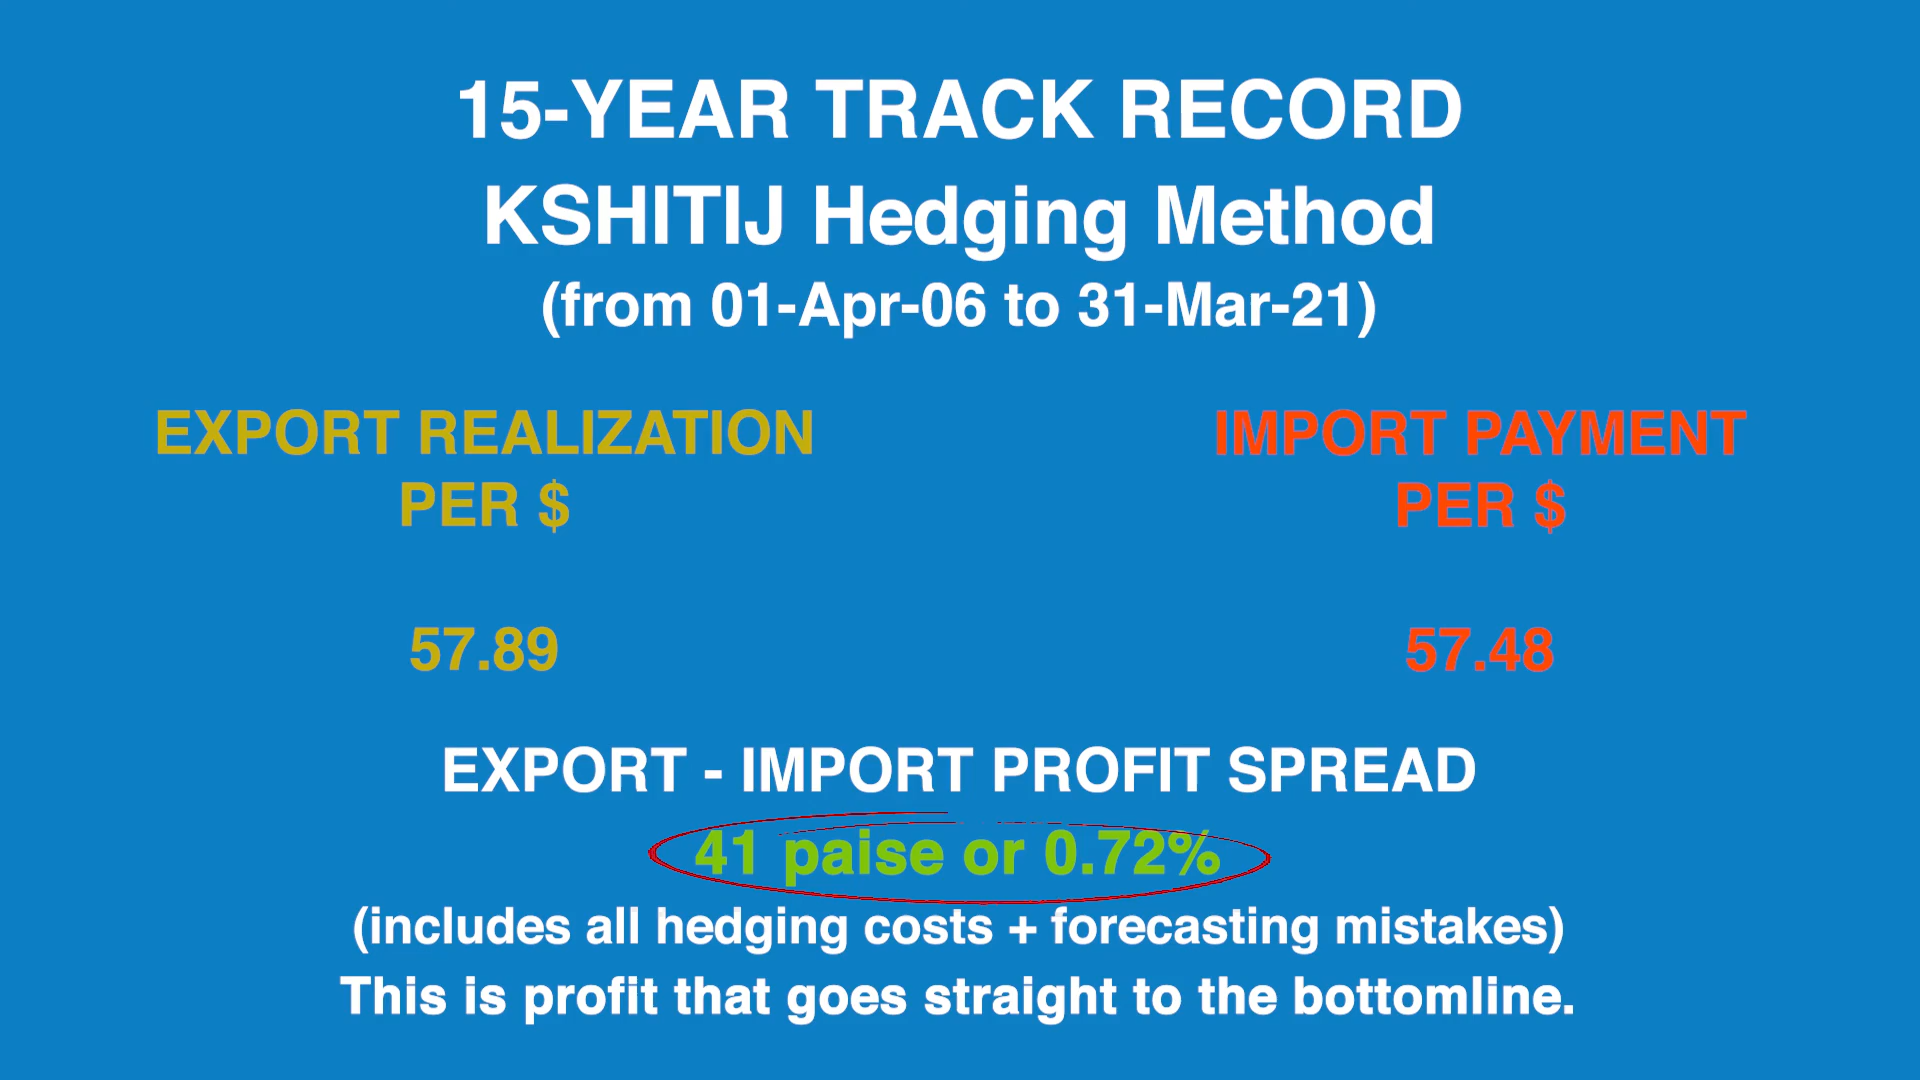 15-YEAR TRACK RECORD
KSHITIJ Hedging Method
(from 01-Apr-06 to 31-Mar-21)
EXPORT REALIZATION
PER $
57.89
IMPORT PAYMENT
PER $
57.48
EXPORT - IMPORT PROFIT SPREAD
41 paise or 0.72%
(includes all hedging costs + forecasting mistakes)
This is profit that goes straight to the bottomline.